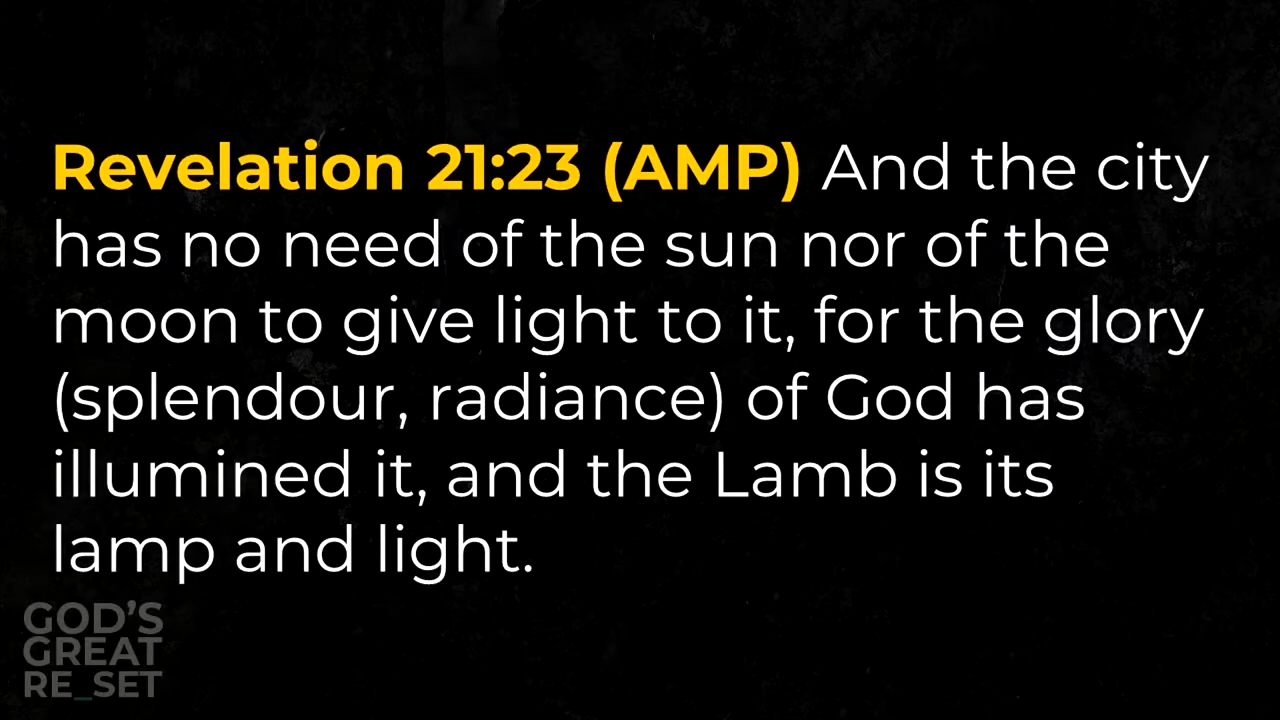 Revelation 21:23 (AMP) And the city
has no need of the sun nor of the
moon to give light to it, for the glory
(splendour, radiance) of God has
illumined it, and the Lamb is its
lamp and light.
GOD'S
GREAT
RE_SET